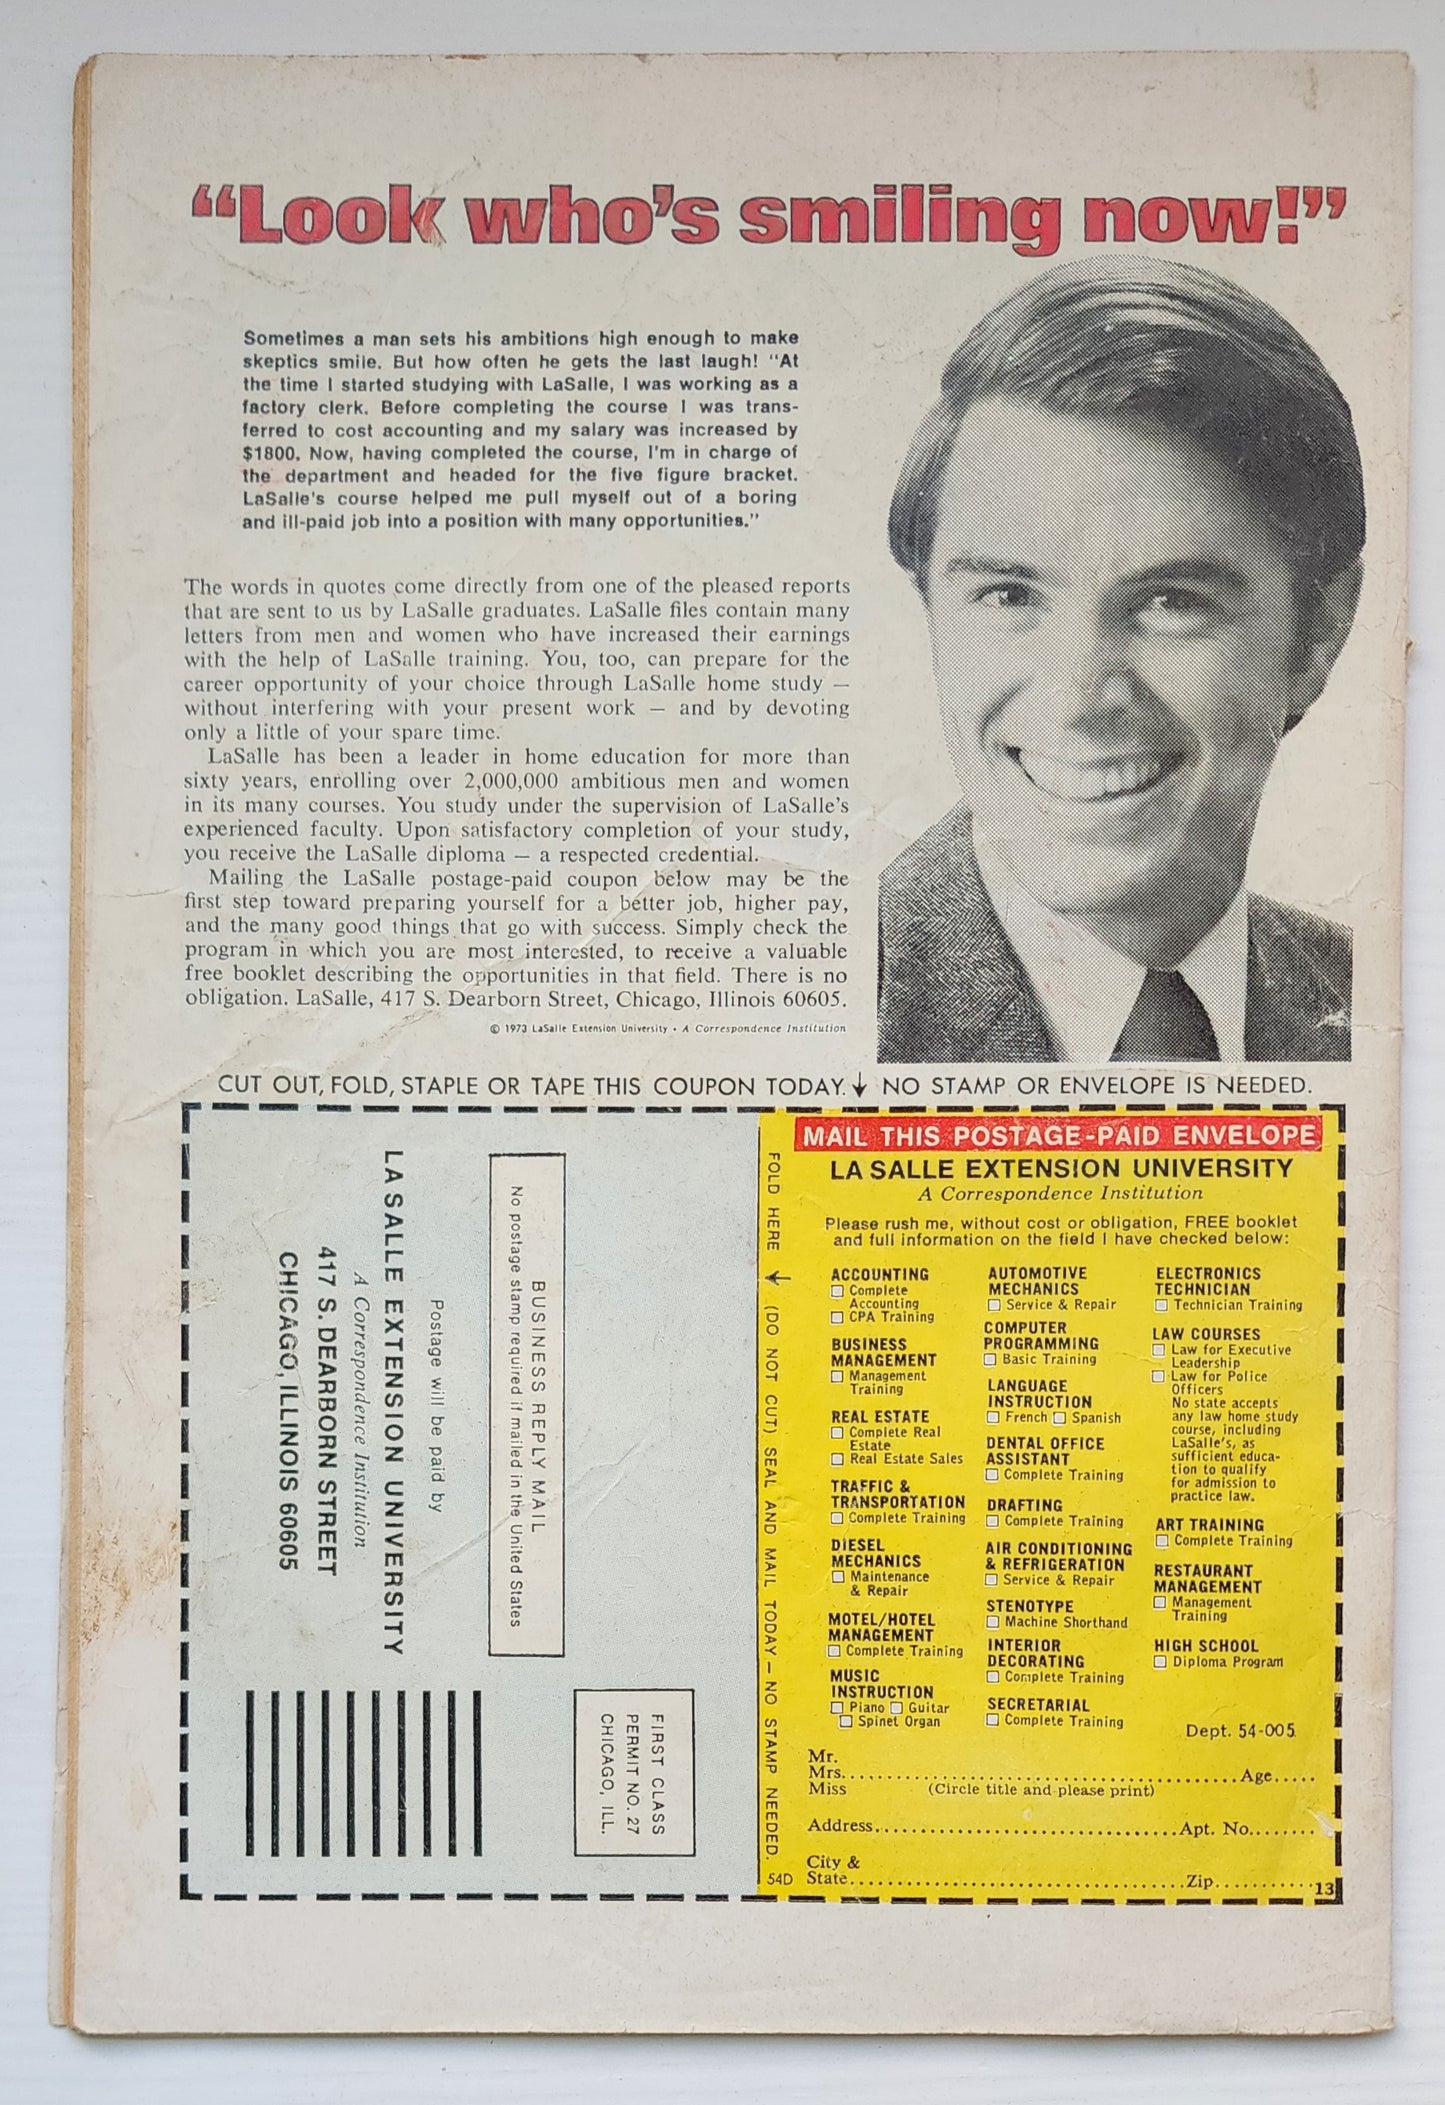 “Look who’s smiling now!”
Sometimes a man sets his ambitions high enough to make
skeptics smile. But how often he gets the last laugh! “At
the time I started studying with LaSalle, I was working as a
factory clerk. Before completing the course I was trans-
ferred to cost accounting and my salary was increased by
$1800. Now, having completed the course, I'm in charge of
the department and headed for the five figure bracket.
LaSalle's course helped me pull myself out of a boring
and ill-paid job into a position with many opportunities.”
The words in quotes come directly from one of the pleased reports
that are sent to us by LaSalle graduates. LaSalle files contain many
letters from men and women who have increased their earnings
with the help of LaSalle training. You, too, can prepare for the
career opportunity of your choice through LaSalle home study —
without interfering with your present work — and by devoting
only a little of your spare time.
LaSalle has been a leader in home education for more than
sixty years, enrolling over 2,000,000 ambitious men and women
in its many courses. You study under the supervision of LaSalle's
experienced faculty. Upon satisfactory completion of your study,
you receive the LaSalle diploma — a respected credential.
Mailing the LaSalle postage-paid coupon below may be the
first step toward preparing yourself for a better job, higher pay,
and the many good things that go with success. Simply check the
program in which you are most interested, to receive a valuable
free booklet describing the opportunities in that field. There is no
obligation. LaSalle, 417 S. Dearborn Street, Chicago, Illinois 60605.
© 1973 LaSalle Extension University • A Correspondence Institution
CUT OUT, FOLD, STAPLE OR TAPE THIS COUPON TODAY. ↓ NO STAMP OR ENVELOPE IS NEEDED.
FIRST CLASS
PERMIT NO. 27
CHICAGO, ILL.
BUSINESS REPLY MAIL
No postage stamp required if mailed in the United States
Postage will be paid by
LA SALLE EXTENSION UNIVERSITY
A Correspondence Institution
417 S. DEARBORN STREET
CHICAGO, ILLINOIS 60605
FOLD HERE ↓ (DO NOT CUT) SEAL AND MAIL TODAY — NO STAMP NEEDED.
54D
MAIL THIS POSTAGE-PAID ENVELOPE
LA SALLE EXTENSION UNIVERSITY
A Correspondence Institution
Please rush me, without cost or obligation, FREE booklet
and full information on the field I have checked below:
ACCOUNTING
☐ Complete
Accounting
☐ CPA Training
BUSINESS
MANAGEMENT
☐ Management
Training
REAL ESTATE
☐ Complete Real
Estate
☐ Real Estate Sales
TRAFFIC &
TRANSPORTATION
☐ Complete Training
DIESEL
MECHANICS
☐ Maintenance
& Repair
MOTEL/HOTEL
MANAGEMENT
☐ Complete Training
MUSIC
INSTRUCTION
☐ Piano ☐ Guitar
☐ Spinet Organ
AUTOMOTIVE
MECHANICS
☐ Service & Repair
COMPUTER
PROGRAMMING
☐ Basic Training
LANGUAGE
INSTRUCTION
☐ French ☐ Spanish
DENTAL OFFICE
ASSISTANT
☐ Complete Training
DRAFTING
☐ Complete Training
AIR CONDITIONING
& REFRIGERATION
☐ Service & Repair
STENOTYPE
☐ Machine Shorthand
INTERIOR
DECORATING
☐ Complete Training
SECRETARIAL
☐ Complete Training
ELECTRONICS
TECHNICIAN
☐ Technician Training
LAW COURSES
☐ Law for Executive
Leadership
☐ Law for Police
Officers
No state accepts
any law home study
course, including
LaSalle's, as
sufficient educa-
tion to qualify
for admission to
practice law.
ART TRAINING
☐ Complete Training
RESTAURANT
MANAGEMENT
☐ Management
Training
HIGH SCHOOL
☐ Diploma Program
Dept. 54-005
Mr.
Mrs. Age
Miss (Circle title and please print)
Address Apt. No.
City &
State Zip
13